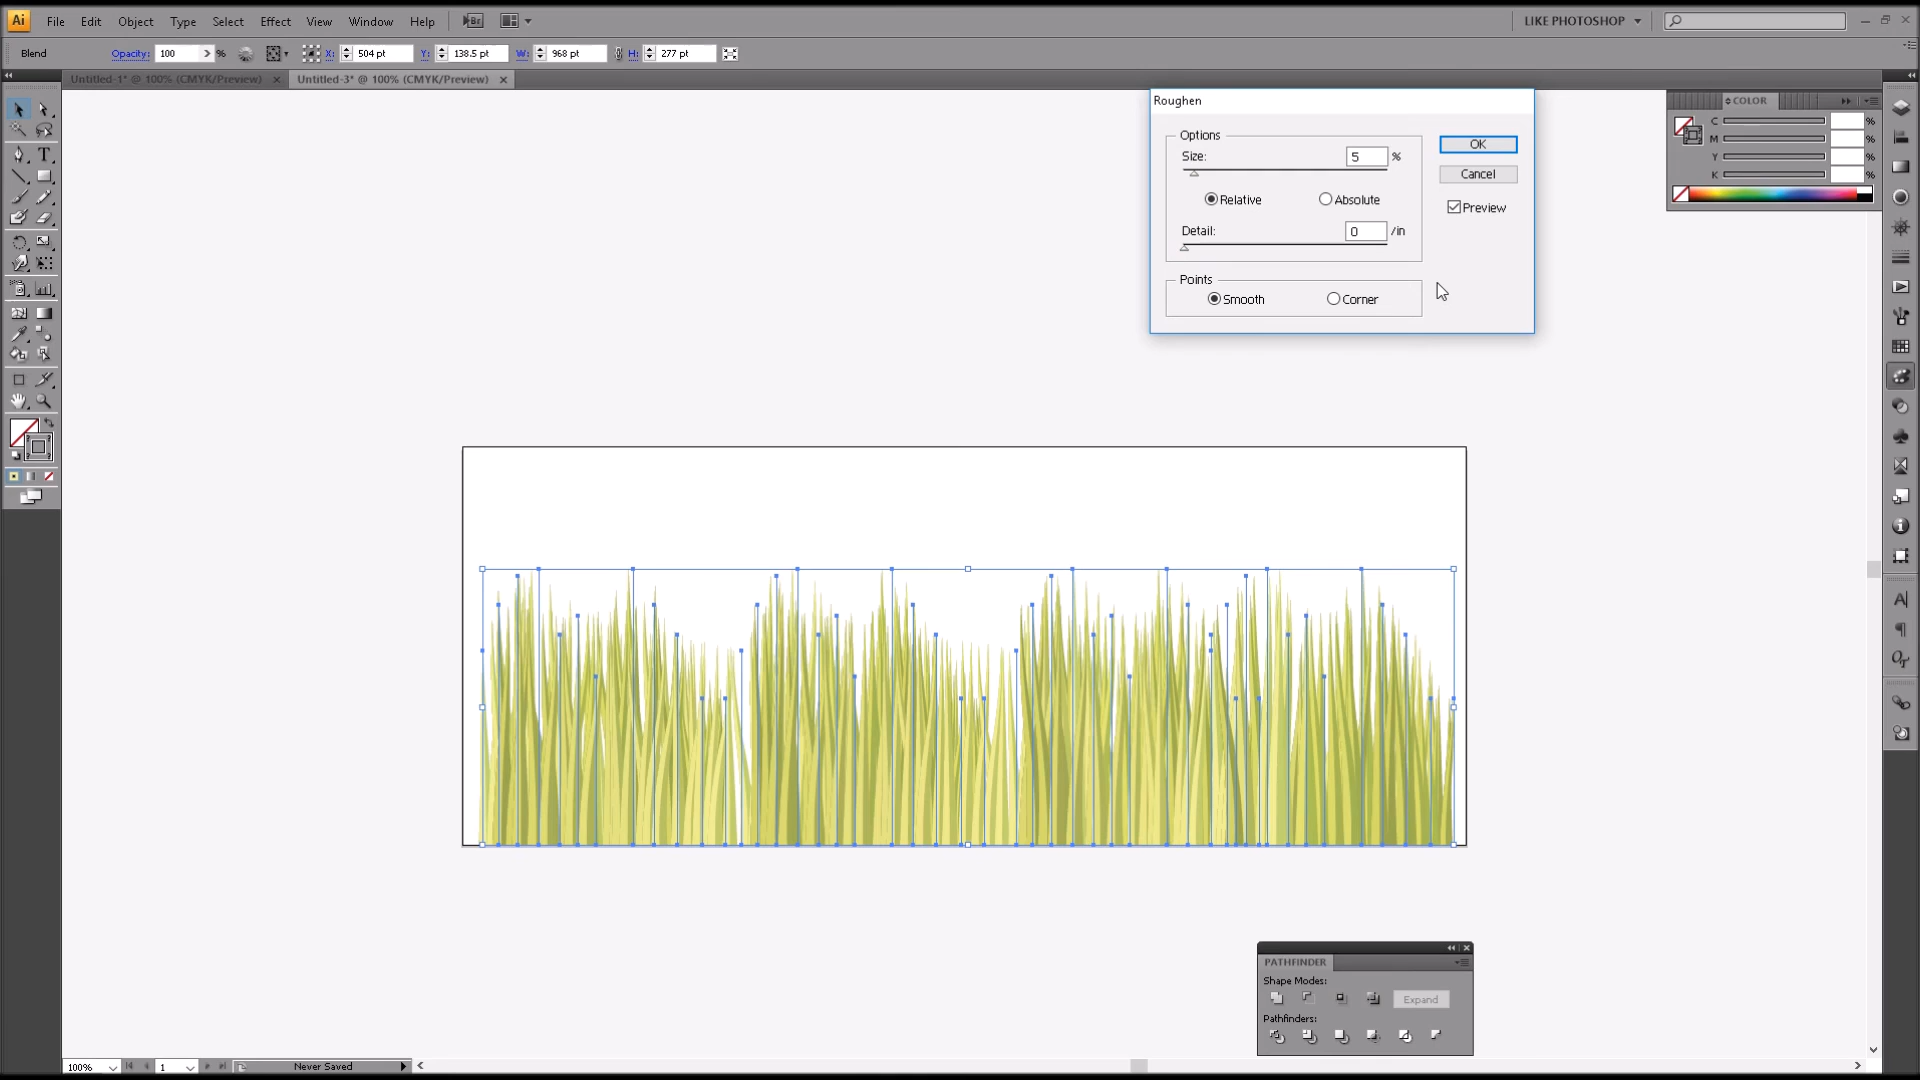 Ai File Edit Object Type Select Effect View Window Help Br LIKE PHOTOSHOP
Blend Opacity: 100 % X: 504 pt Y: 138.5 pt W: 968 pt H: 277 pt
Untitled-1* @ 100% (CMYK/Preview) Untitled-3* @ 100% (CMYK/Preview)
Roughen
Options
Size: 5 %
Relative Absolute
Detail: 0 /in
Points
Smooth Corner
OK
Cancel
Preview
COLOR
C %
M %
Y %
K %
PATHFINDER
Shape Modes:
Expand
Pathfinders:
100% 1 Never Saved